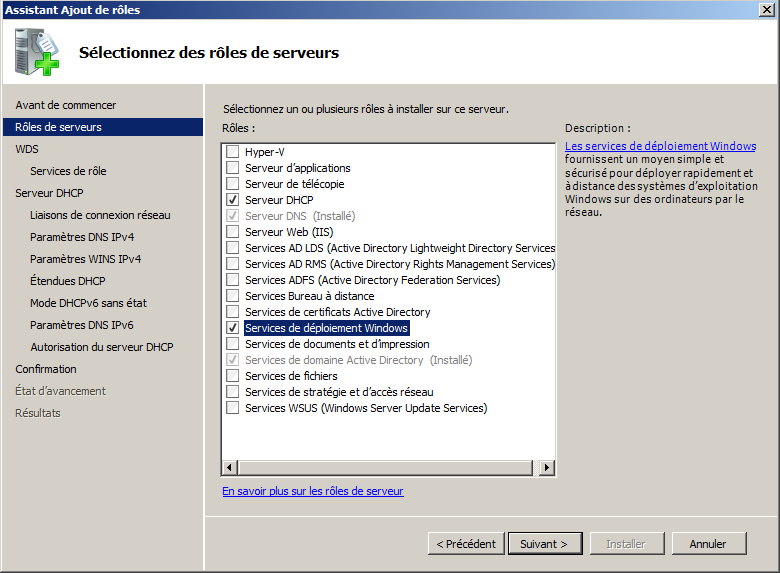 Assistant Ajout de rôles
Sélectionnez des rôles de serveurs
Avant de commencer
Rôles de serveurs
WDS
Services de rôle
Serveur DHCP
Liaisons de connexion réseau
Paramètres DNS IPv4
Paramètres WINS IPv4
Étendues DHCP
Mode DHCPv6 sans état
Paramètres DNS IPv6
Autorisation du serveur DHCP
Confirmation
État d'avancement
Résultats
Sélectionnez un ou plusieurs rôles à installer sur ce serveur.
Rôles :
Hyper-V
Serveur d'applications
Serveur de télécopie
Serveur DHCP
Serveur DNS (Installé)
Serveur Web (IIS)
Services AD LDS (Active Directory Lightweight Directory Services
Services AD RMS (Active Directory Rights Management Services)
Services ADFS (Active Directory Federation Services)
Services Bureau à distance
Services de certificats Active Directory
Services de déploiement Windows
Services de documents et d'impression
Services de domaine Active Directory (Installé)
Services de fichiers
Services de stratégie et d'accès réseau
Services WSUS (Windows Server Update Services)
En savoir plus sur les rôles de serveur
Description :
Les services de déploiement Windows
fournissent un moyen simple et
sécurisé pour déployer rapidement et
à distance des systèmes d'exploitation
Windows sur des ordinateurs par le
réseau.
< Précédent
Suivant >
Installer
Annuler